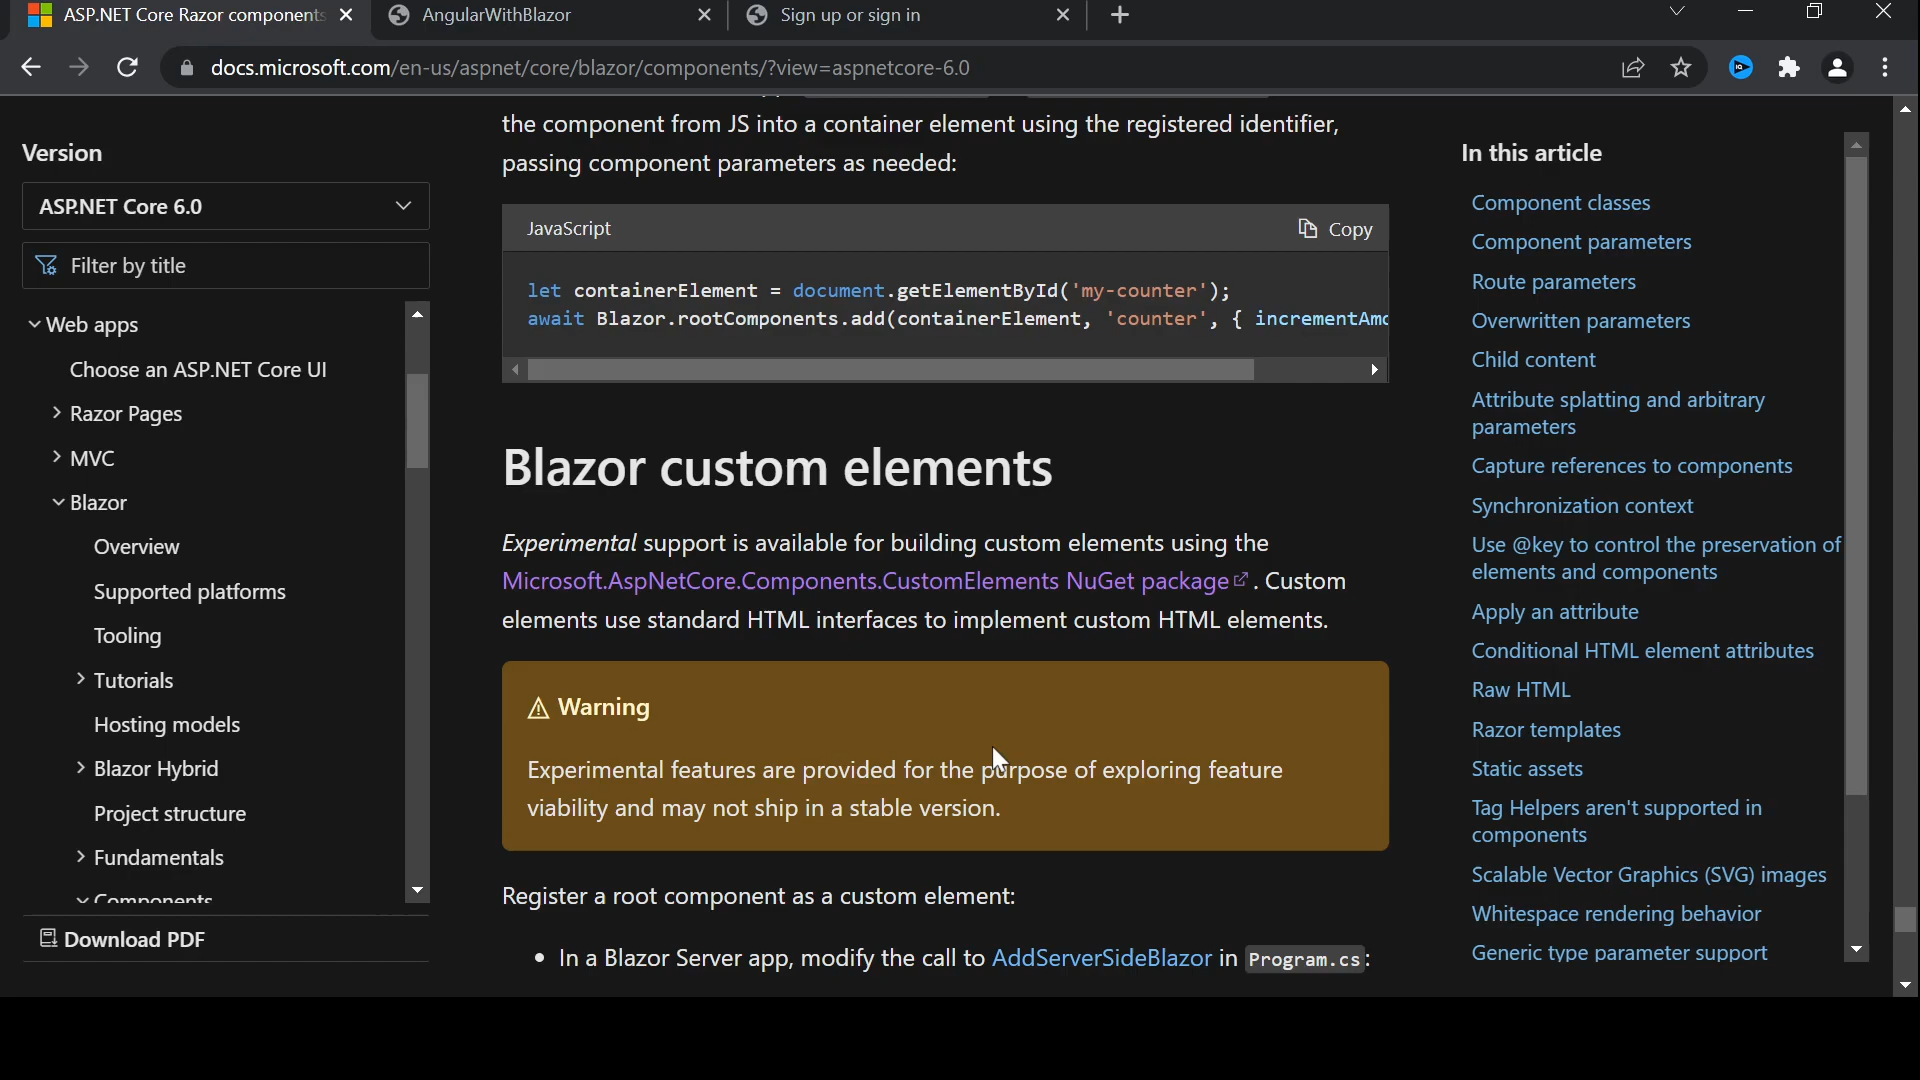 ASP.NET Core Razor components
AngularWithBlazor
Sign up or sign in
docs.microsoft.com/en-us/aspnet/core/blazor/components/?view=aspnetcore-6.0
Version
ASP.NET Core 6.0
Filter by title
Web apps
Choose an ASP.NET Core UI
Razor Pages
MVC
Blazor
Overview
Supported platforms
Tooling
Tutorials
Hosting models
Blazor Hybrid
Project structure
Fundamentals
Components
Download PDF
the component from JS into a container element using the registered identifier,
passing component parameters as needed:
JavaScript
Copy
let containerElement = document.getElementById('my-counter');
await Blazor.rootComponents.add(containerElement, 'counter', { incrementAmo
Blazor custom elements
Experimental support is available for building custom elements using the
Microsoft.AspNetCore.Components.CustomElements NuGet package. Custom
elements use standard HTML interfaces to implement custom HTML elements.
Warning
Experimental features are provided for the purpose of exploring feature
viability and may not ship in a stable version.
Register a root component as a custom element:
• In a Blazor Server app, modify the call to AddServerSideBlazor in Program.cs:
In this article
Component classes
Component parameters
Route parameters
Overwritten parameters
Child content
Attribute splatting and arbitrary
parameters
Capture references to components
Synchronization context
Use @key to control the preservation of
elements and components
Apply an attribute
Conditional HTML element attributes
Raw HTML
Razor templates
Static assets
Tag Helpers aren't supported in
components
Scalable Vector Graphics (SVG) images
Whitespace rendering behavior
Generic type parameter support